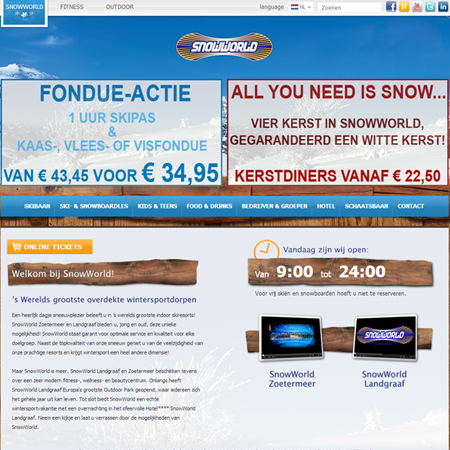 SNOWWORLD FITNESS OUTDOOR language: NL Zoeken
SNOWWORLD
FONDUE-ACTIE
1 UUR SKIPAS
&
KAAS-, VLEES- OF VISFONDUE
VAN € 43,45 VOOR € 34,95
ALL YOU NEED IS SNOW...
VIER KERST IN SNOWWORLD,
GEGARANDEERD EEN WITTE KERST!
KERSTDINERS VANAF € 22,50
SKIBAAN SKI- & SNOWBOARDLES KIDS & TEENS FOOD & DRINKS BEDRIJVEN & GROEPEN HOTEL SCHAATSBAAN CONTACT
ONLINE TICKETS
Welkom bij SnowWorld!
's Werelds grootste overdekte wintersportdorpen
Een heerlijk dagje sneeuwplezier beleeft u in 's werelds grootste indoor skiresorts!
SnowWorld Zoetermeer en Landgraaf bieden u, jong en oud, deze unieke
mogelijkheid! SnowWorld staat garant voor optimale service en kwaliteit voor elke
doelgroep. Naast de topkwaliteit van onze sneeuw geniet u van de veelzijdigheid van
onze prachtige resorts en krijgt wintersport een heel andere dimensie!
Maar SnowWorld is meer. SnowWorld Landgraaf en Zoetermeer beschikken tevens
over een zeer modern fitness-, wellness- en beautycentrum. Onlangs heeft
SnowWorld Landgraaf Europa's grootste Outdoor Park geopend, waar iedereen zich
het gehele jaar uit kan leven. Tot slot biedt SnowWorld een echte
wintersportvakantie met een overnachting in het sfeervolle Hotel**** SnowWorld
Landgraaf. Neem een kijkje en laat u verrassen door de mogelijkheden van
SnowWorld.
Vandaag zijn wij open:
Van 9:00 tot 24:00
Voor vrij skiën en snowboarden hoeft u niet te reserveren.
SNOWWORLD
SnowWorld
Zoetermeer
SnowWorld
Landgraaf